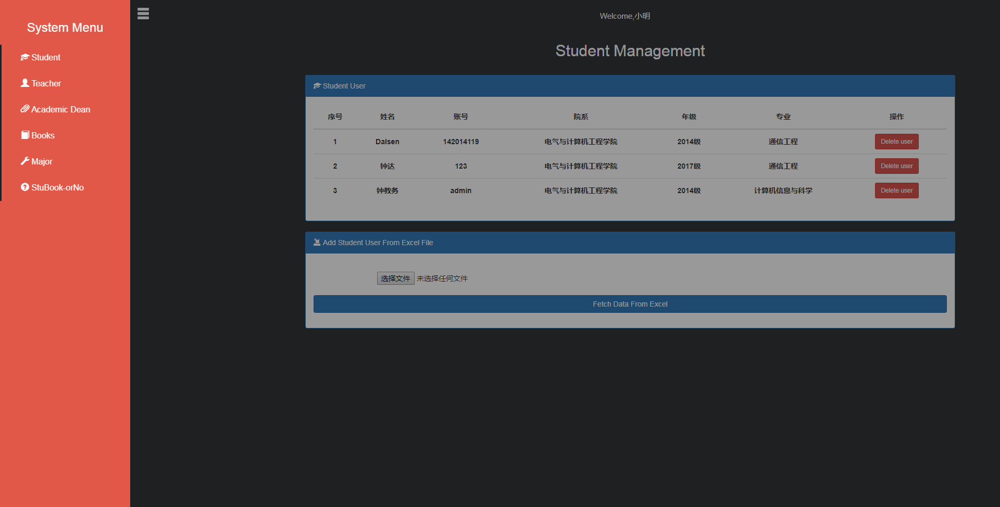 System Menu
Student
Teacher
Academic Dean
Books
Major
StuBook-orNo
Welcome,小明
Student Management
Student User
序号 姓名 账号 院系 年级 专业 操作
1 Dalsen 142014119 电气与计算机工程学院 2014级 通信工程 Delete user
2 钟达 123 电气与计算机工程学院 2017级 通信工程 Delete user
3 钟教务 admin 电气与计算机工程学院 2014级 计算机信息与科学 Delete user
Add Student User From Excel File
选择文件 未选择任何文件
Fetch Data From Excel